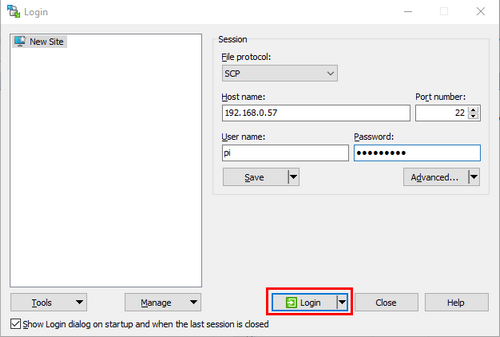 Login
New Site
Session
File protocol:
SCP
Host name:
Port number:
192.168.0.57
22
User name:
Password:
pi
●●●●●●●●●
Save
Advanced...
Tools
Manage
Login
Close
Help
Show Login dialog on startup and when the last session is closed